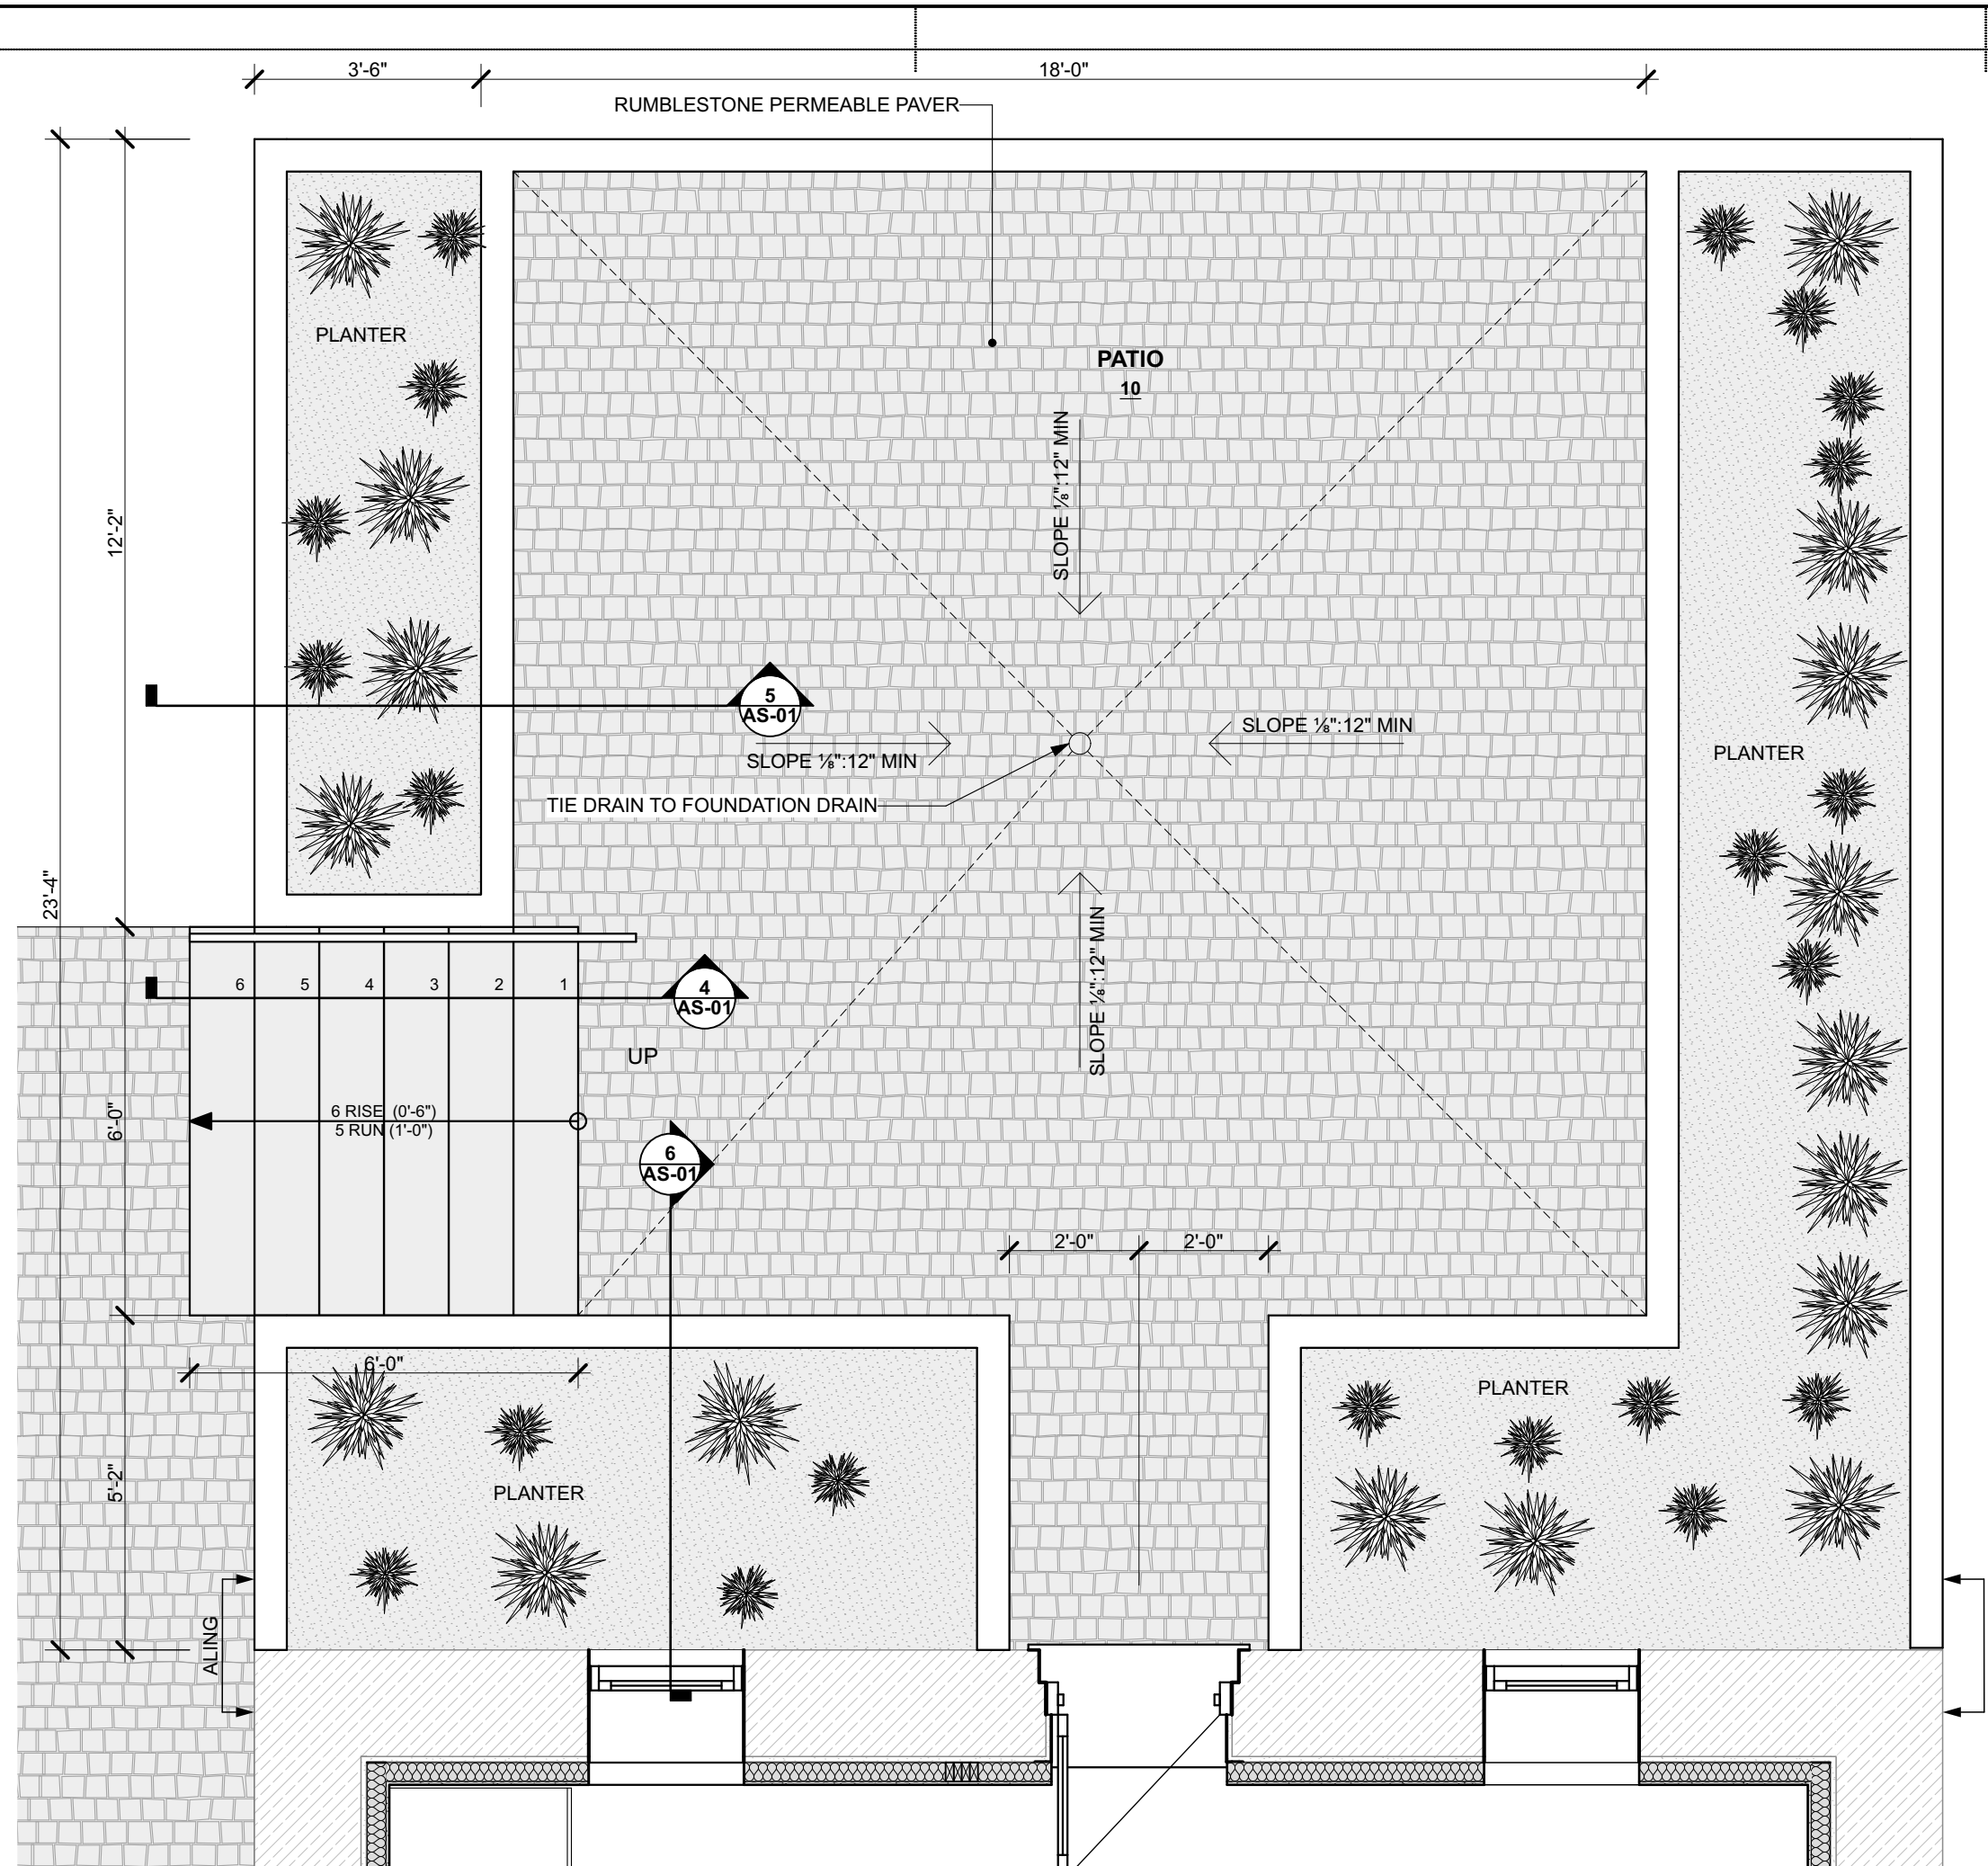 3'-6"
18'-0"
RUMBLESTONE PERMEABLE PAVER
PLANTER
PATIO
10
SLOPE ⅛":12" MIN
12'-2"
5
AS-01
SLOPE ⅛":12" MIN
SLOPE ⅛":12" MIN
PLANTER
TIE DRAIN TO FOUNDATION DRAIN
23'-4"
6 5 4 3 2 1
4
AS-01
SLOPE ⅛":12" MIN
UP
6'-0"
6 RISE (0'-6")
5 RUN (1'-0")
6
AS-01
2'-0" 2'-0"
6'-0"
PLANTER
5'-2"
PLANTER
ALING